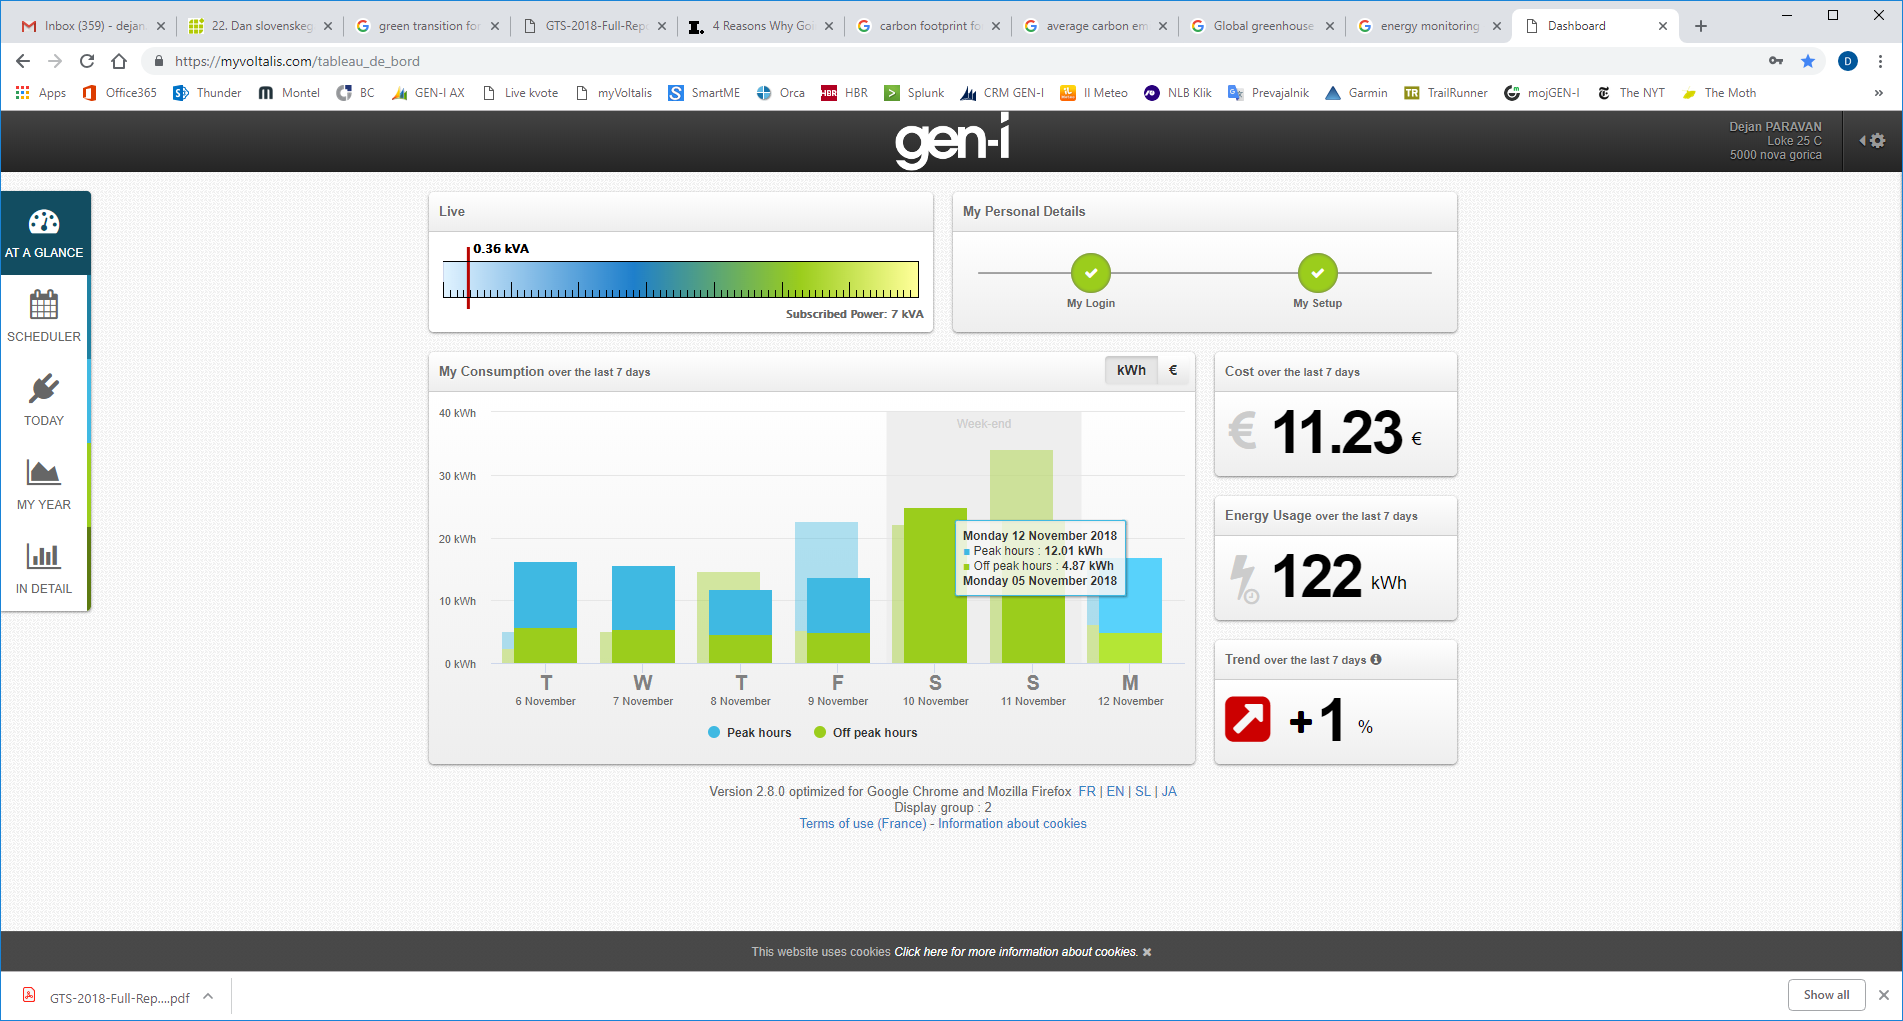 Inbox (359) - dejan.
22. Dan slovenskeg
green transition for
GTS-2018-Full-Repo
4 Reasons Why Goi
carbon footprint fo
average carbon em
Global greenhouse
energy monitoring
Dashboard
https://myvoltalis.com/tableau_de_bord
D
Apps
Office365
Thunder
Montel
BC
GEN-I AX
Live kvote
myVoltalis
SmartME
Orca
HBR
Splunk
CRM GEN-I
Il Meteo
NLB Klik
Prevajalnik
Garmin
TrailRunner
mojGEN-I
The NYT
The Moth
»
gen-i
Dejan PARAVAN
Loke 25 C
5000 nova gorica
AT A GLANCE
SCHEDULER
TODAY
MY YEAR
IN DETAIL
Live
0.36 kVA
Subscribed Power: 7 kVA
My Personal Details
My Login
My Setup
My Consumption over the last 7 days
kWh
€
40 kWh
30 kWh
20 kWh
10 kWh
0 kWh
Week-end
Monday 12 November 2018
Peak hours : 12.01 kWh
Off peak hours : 4.87 kWh
Monday 05 November 2018
T
6 November
W
7 November
T
8 November
F
9 November
S
10 November
S
11 November
M
12 November
Peak hours
Off peak hours
Cost over the last 7 days
€ 11.23 €
Energy Usage over the last 7 days
122 kWh
Trend over the last 7 days
+1 %
Version 2.8.0 optimized for Google Chrome and Mozilla Firefox FR | EN | SL | JA
Display group : 2
Terms of use (France) - Information about cookies
This website uses cookies Click here for more information about cookies.
GTS-2018-Full-Rep....pdf
Show all